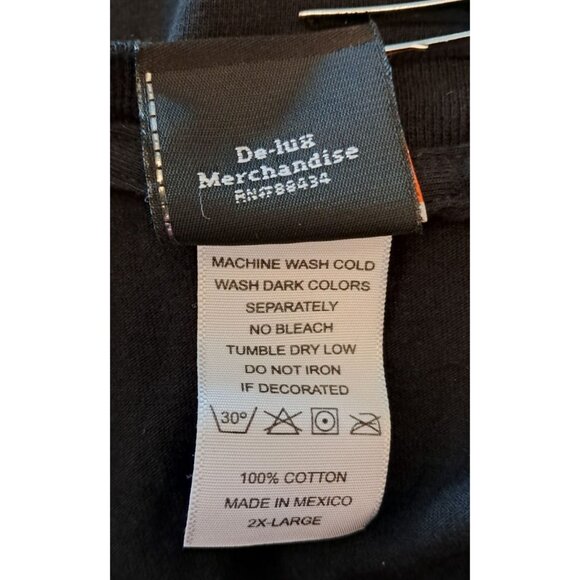 De-lux
Merchandise
RN#88434
MACHINE WASH COLD
WASH DARK COLORS
SEPARATELY
NO BLEACH
TUMBLE DRY LOW
DO NOT IRON
IF DECORATED
30°
100% COTTON
MADE IN MEXICO
2X-LARGE